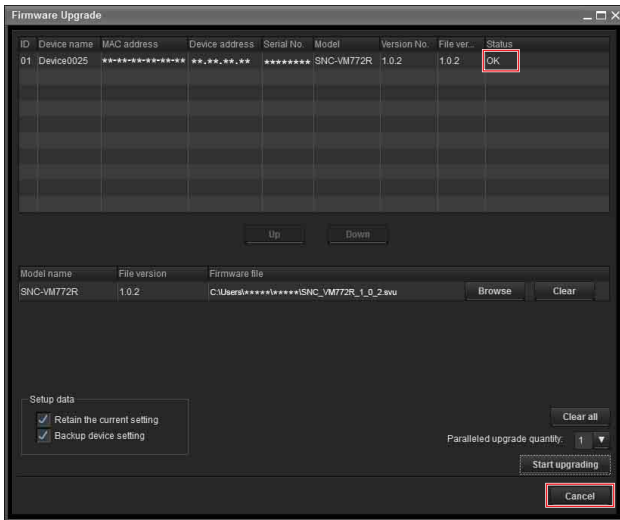 Firmware Upgrade
ID Device name MAC address Device address Serial No. Model Version No. File ver... Status
01 Device0025 **-**-**-**-**-** **.**.**.** ******** SNC-VM772R 1.0.2 1.0.2 OK
Up Down
Model name File version Firmware file
SNC-VM772R 1.0.2 C:\Users\*****\*****\SNC_VM772R_1_0_2.svu Browse Clear
Setup data
Retain the current setting
Clear all
Backup device setting
Paralleled upgrade quantity: 1
Start upgrading
Cancel